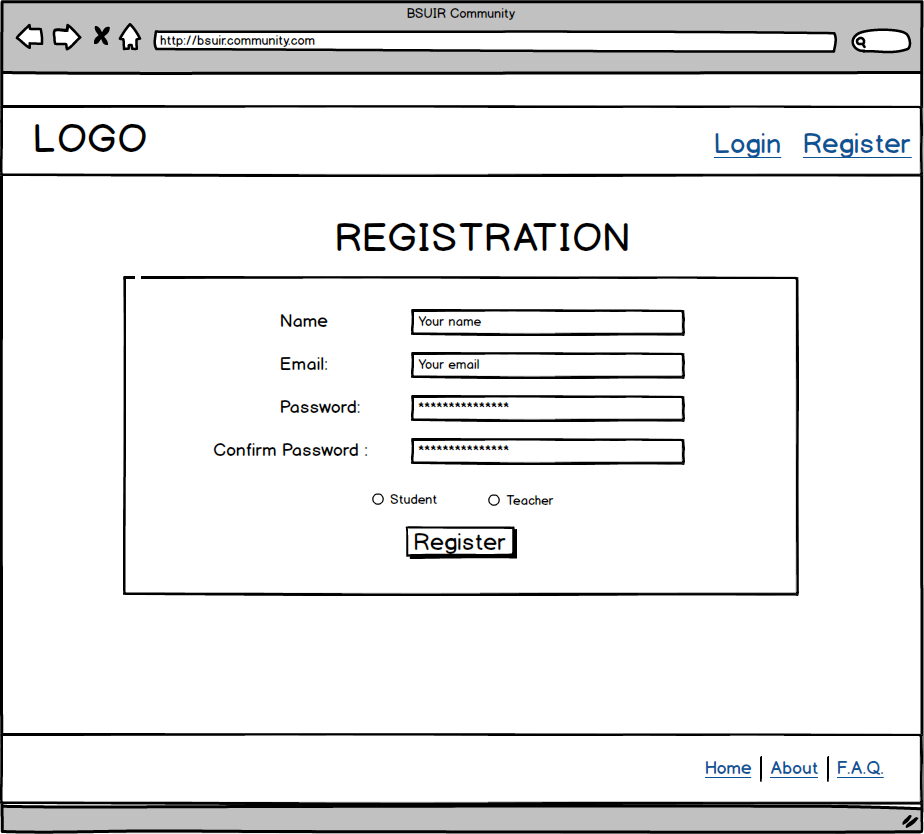 BSUIR Community
http://bsuir.community.com
LOGO
Login Register
REGISTRATION
Name Your name
Email: Your email
Password: ***************
Confirm Password : ***************
Student Teacher
Register
Home About F.A.Q.